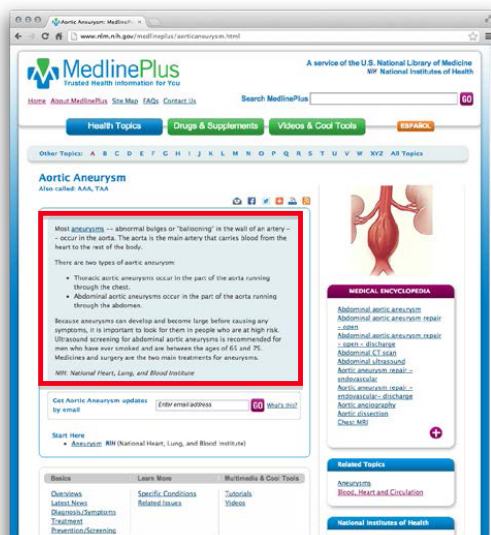 Aortic Aneurysm: MedlineP
www.nlm.nih.gov/medlineplus/aorticaneurysm.html
MedlinePlus
Trusted Health Information for You
A service of the U.S. National Library of Medicine
NIH National Institutes of Health
Home About MedlinePlus Site Map FAQs Contact Us
Search MedlinePlus
GO
Health Topics
Drugs & Supplements
Videos & Cool Tools
ESPAÑOL
Other Topics: A B C D E F G H I J K L M N O P Q R S T U V W XYZ All Topics
Aortic Aneurysm
Also called: AAA, TAA
Most aneurysms -- abnormal bulges or "ballooning" in the wall of an artery -
- occur in the aorta. The aorta is the main artery that carries blood from the
heart to the rest of the body.
There are two types of aortic aneurysm:
• Thoracic aortic aneurysms occur in the part of the aorta running
through the chest.
• Abdominal aortic aneurysms occur in the part of the aorta running
through the abdomen.
Because aneurysms can develop and become large before causing any
symptoms, it is important to look for them in people who are at high risk.
Ultrasound screening for abdominal aortic aneurysms is recommended for
men who have ever smoked and are between the ages of 65 and 75.
Medicines and surgery are the two main treatments for aneurysms.
NIH: National Heart, Lung, and Blood Institute
Get Aortic Aneurysm updates
by email
Enter email address
GO
What's this?
Start Here
• Aneurysm NIH (National Heart, Lung, and Blood Institute)
Basics
Overviews
Latest News
Diagnosis/Symptoms
Treatment
Prevention/Screening
Learn More
Specific Conditions
Related Issues
Multimedia & Cool Tools
Tutorials
Videos
MEDICAL ENCYCLOPEDIA
Abdominal aortic aneurysm
Abdominal aortic aneurysm repair
- open
Abdominal aortic aneurysm repair
- open - discharge
Abdominal CT scan
Abdominal ultrasound
Aortic aneurysm repair -
endovascular
Aortic aneurysm repair -
endovascular- discharge
Aortic angiography
Aortic dissection
Chest MRI
Related Topics
Aneurysms
Blood, Heart and Circulation
National Institutes of Health